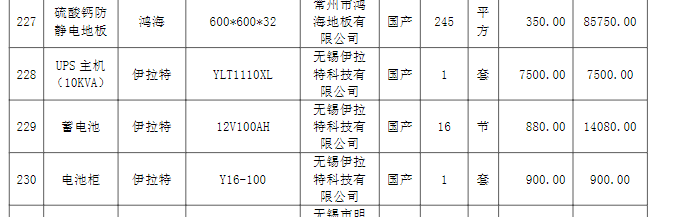 227 硫酸钙防静电地板 鸿海 600*600*32 常州市鸿海地板有限公司 国产 245 平方 350.00 85750.00
228 UPS 主机（10KVA） 伊拉特 YLT1110XL 无锡伊拉特科技有限公司 国产 1 套 7500.00 7500.00
229 蓄电池 伊拉特 12V100AH 无锡伊拉特科技有限公司 国产 16 节 880.00 14080.00
230 电池柜 伊拉特 Y16-100 无锡伊拉特科技有限公司 国产 1 套 900.00 900.00
无锡市明